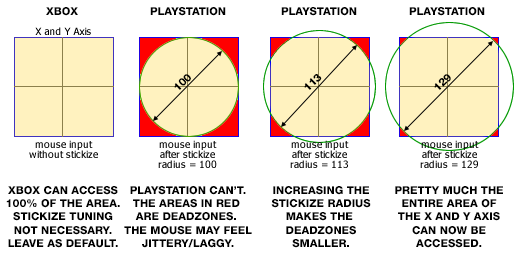 XBOX
X and Y Axis
mouse input
without stickize
XBOX CAN ACCESS
100% OF THE AREA.
STICKIZE TUNING
NOT NECESSARY.
LEAVE AS DEFAULT.
PLAYSTATION
100
mouse input
after stickize
radius = 100
PLAYSTATION CAN'T.
THE AREAS IN RED
ARE DEADZONES.
THE MOUSE MAY FEEL
JITTERY/LAGGY.
PLAYSTATION
113
mouse input
after stickize
radius = 113
INCREASING THE
STICKIZE RADIUS
MAKES THE
DEADZONES
SMALLER.
PLAYSTATION
129
mouse input
after stickize
radius = 129
PRETTY MUCH THE
ENTIRE AREA OF
THE X AND Y AXIS
CAN NOW BE
ACCESSED.